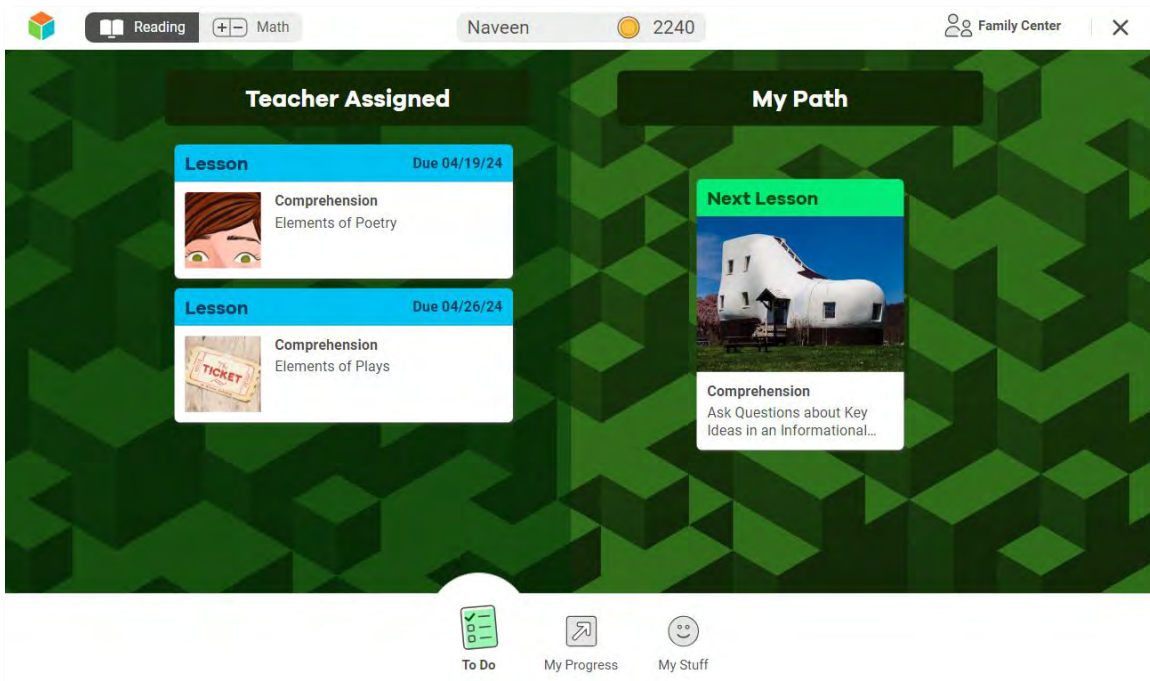 Reading
Math
Naveen 2240
Family Center
Teacher Assigned
Lesson Due 04/19/24
Comprehension
Elements of Poetry
Lesson Due 04/26/24
TICKET
Comprehension
Elements of Plays
My Path
Next Lesson
Comprehension
Ask Questions about Key
Ideas in an Informational...
To Do
My Progress
My Stuff